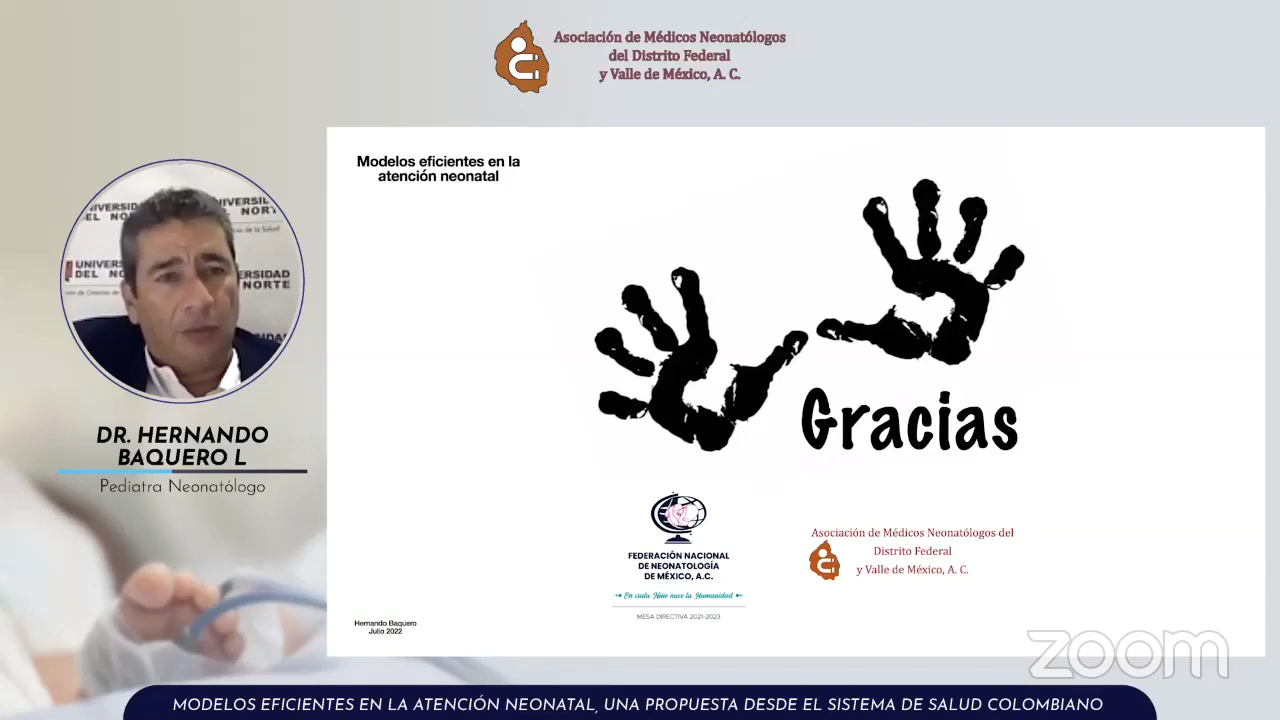 Asociación de Médicos Neonatólogos
del Distrito Federal
y Valle de México, A. C.
Modelos eficientes en la
atención neonatal
UNIVERSIDAD
DEL NORTE
DR. HERNANDO
BAQUERO L
Pediatra Neonatólogo
Gracias
FEDERACIÓN NACIONAL
DE NEONATOLOGÍA
DE MÉXICO, A.C.
En cada Niño nace la Humanidad
MESA DIRECTIVA 2021-2023
Asociación de Médicos Neonatólogos del
Distrito Federal
y Valle de México, A. C.
Hernando Baquero
Julio 2022
zoom
MODELOS EFICIENTES EN LA ATENCIÓN NEONATAL, UNA PROPUESTA DESDE EL SISTEMA DE SALUD COLOMBIANO